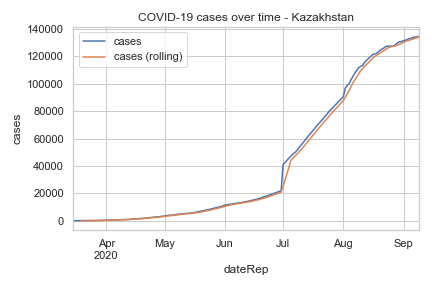 COVID-19 cases over time - Kazakhstan
cases
cases (rolling)
140000
120000
100000
80000
60000
40000
20000
0
cases
Apr May Jun Jul Aug Sep
2020
dateRep